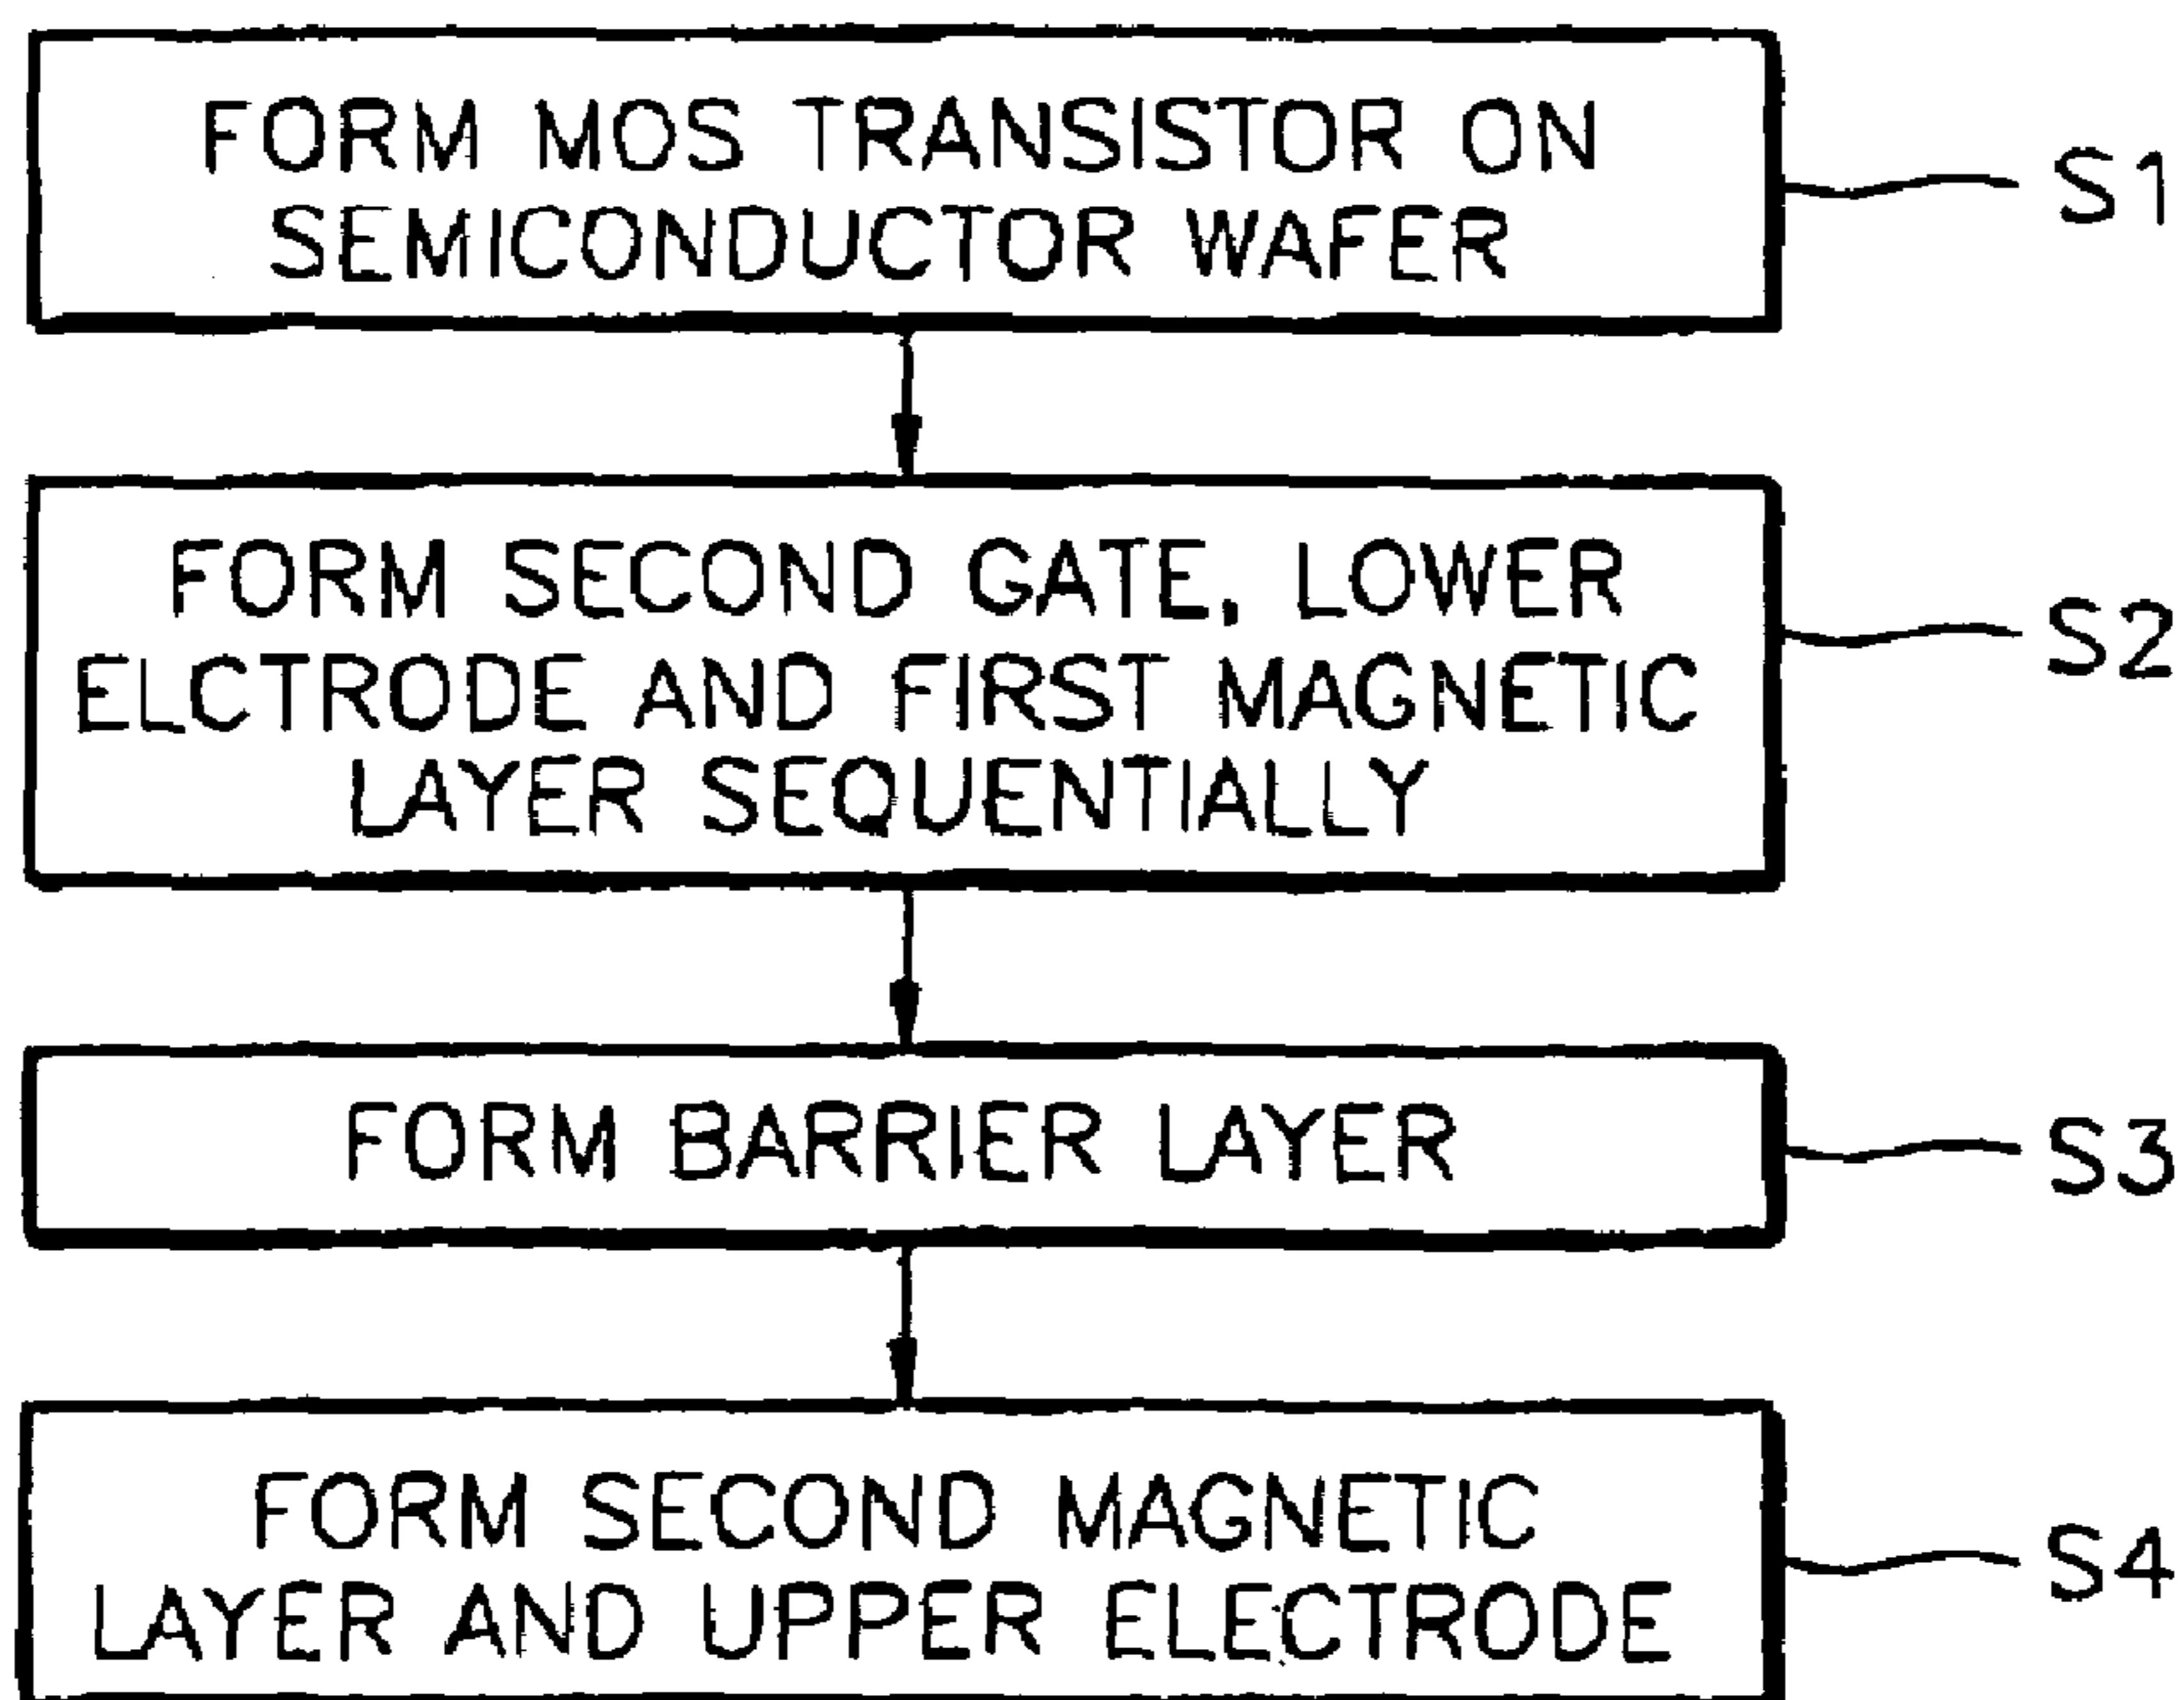 FORM MOS TRANSISTOR ON
SEMICONDUCTOR WAFER
S1
FORM SECOND GATE, LOWER
ELCTRODE AND FIRST MAGNETIC
LAYER SEQUENTIALLY
S2
FORM BARRIER LAYER
S3
FORM SECOND MAGNETIC
LAYER AND UPPER ELECTRODE
S4